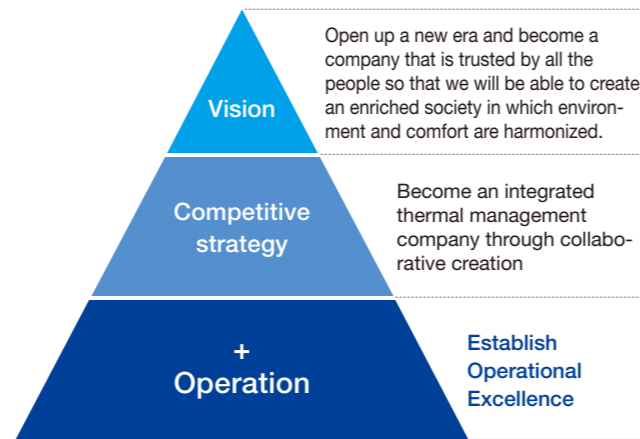 Vision
Open up a new era and become a
company that is trusted by all the
people so that we will be able to create
an enriched society in which environ-
ment and comfort are harmonized.
Competitive
strategy
Become an integrated
thermal management
company through collabo-
rative creation
+
Operation
Establish
Operational
Excellence